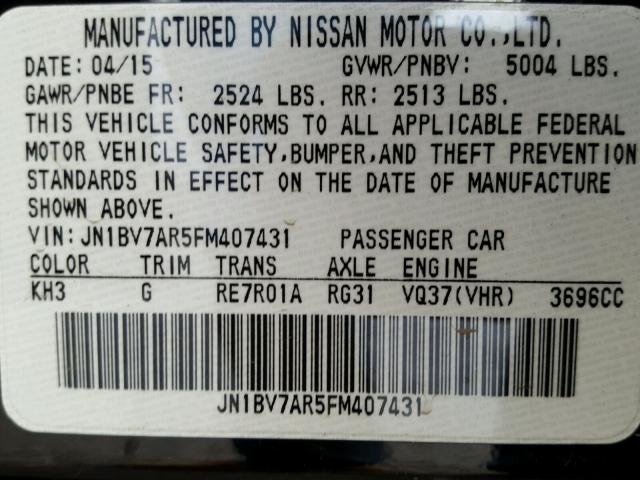 MANUFACTURED BY NISSAN MOTOR CO.,LTD.
DATE: 04/15 GVWR/PNBV: 5004 LBS.
GAWR/PNBE FR: 2524 LBS. RR: 2513 LBS.
THIS VEHICLE CONFORMS TO ALL APPLICABLE FEDERAL
MOTOR VEHICLE SAFETY,BUMPER,AND THEFT PREVENTION
STANDARDS IN EFFECT ON THE DATE OF MANUFACTURE
SHOWN ABOVE.
VIN: JN1BV7AR5FM407431 PASSENGER CAR
COLOR TRIM TRANS AXLE ENGINE
KH3 G RE7R01A RG31 VQ37(VHR) 3696CC
JN1BV7AR5FM407431